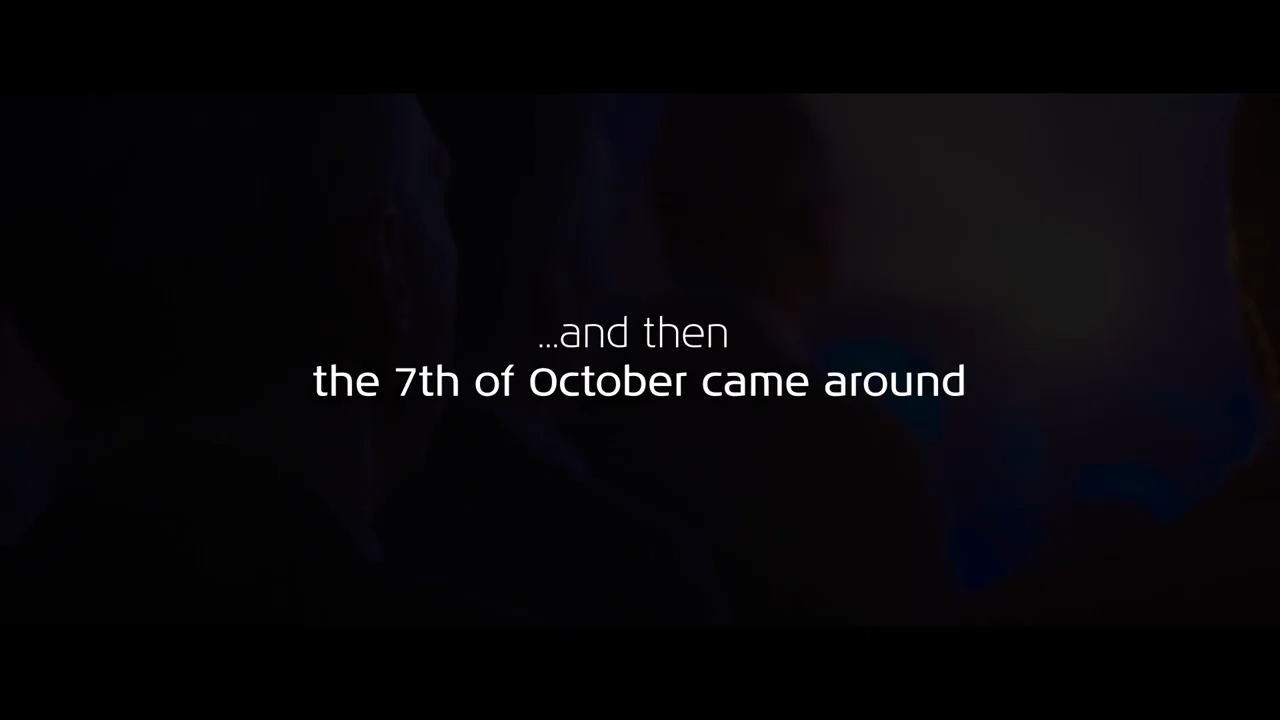 ...and then
the 7th of October came around